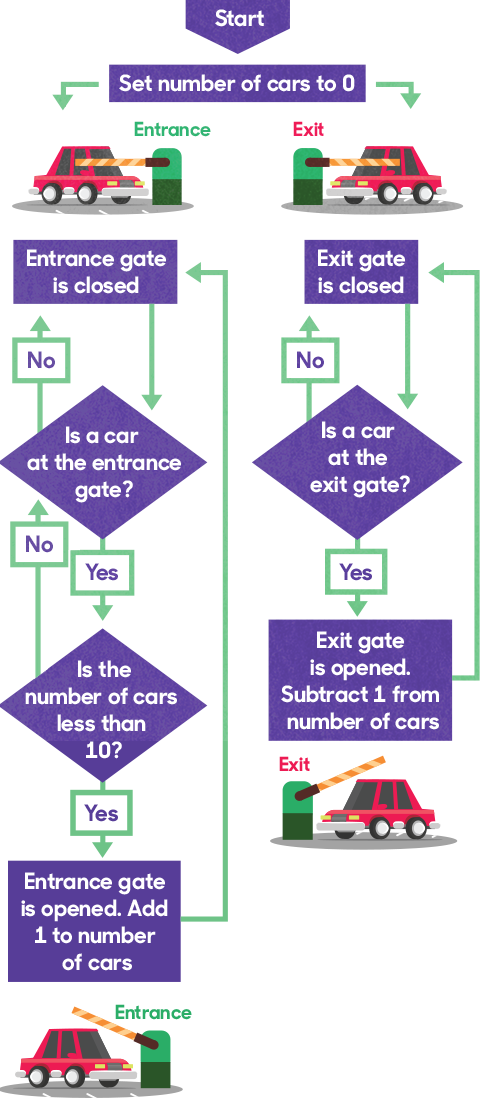 Start
Set number of cars to 0
Entrance
Exit
Entrance gate
is closed
Exit gate
is closed
No
No
Is a car
at the entrance
gate?
Is a car
at the
exit gate?
No
Yes
Yes
Is the
number of cars
less than
10?
Exit gate
is opened.
Subtract 1 from
number of cars
Exit
Yes
Entrance gate
is opened. Add
1 to number
of cars
Entrance